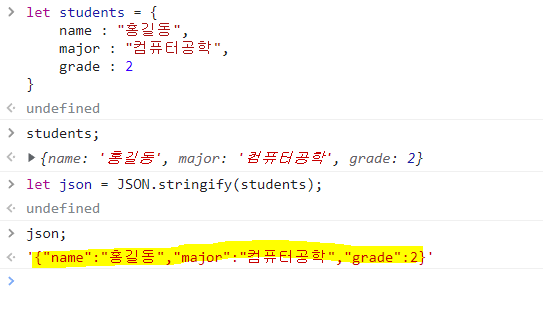 let students = {
name : "홍길동",
major : "컴퓨터공학",
grade : 2
}
undefined
students;
{name: '홍길동', major: '컴퓨터공학', grade: 2}
let json = JSON.stringify(students);
undefined
json;
'{"name":"홍길동","major":"컴퓨터공학","grade":2}'